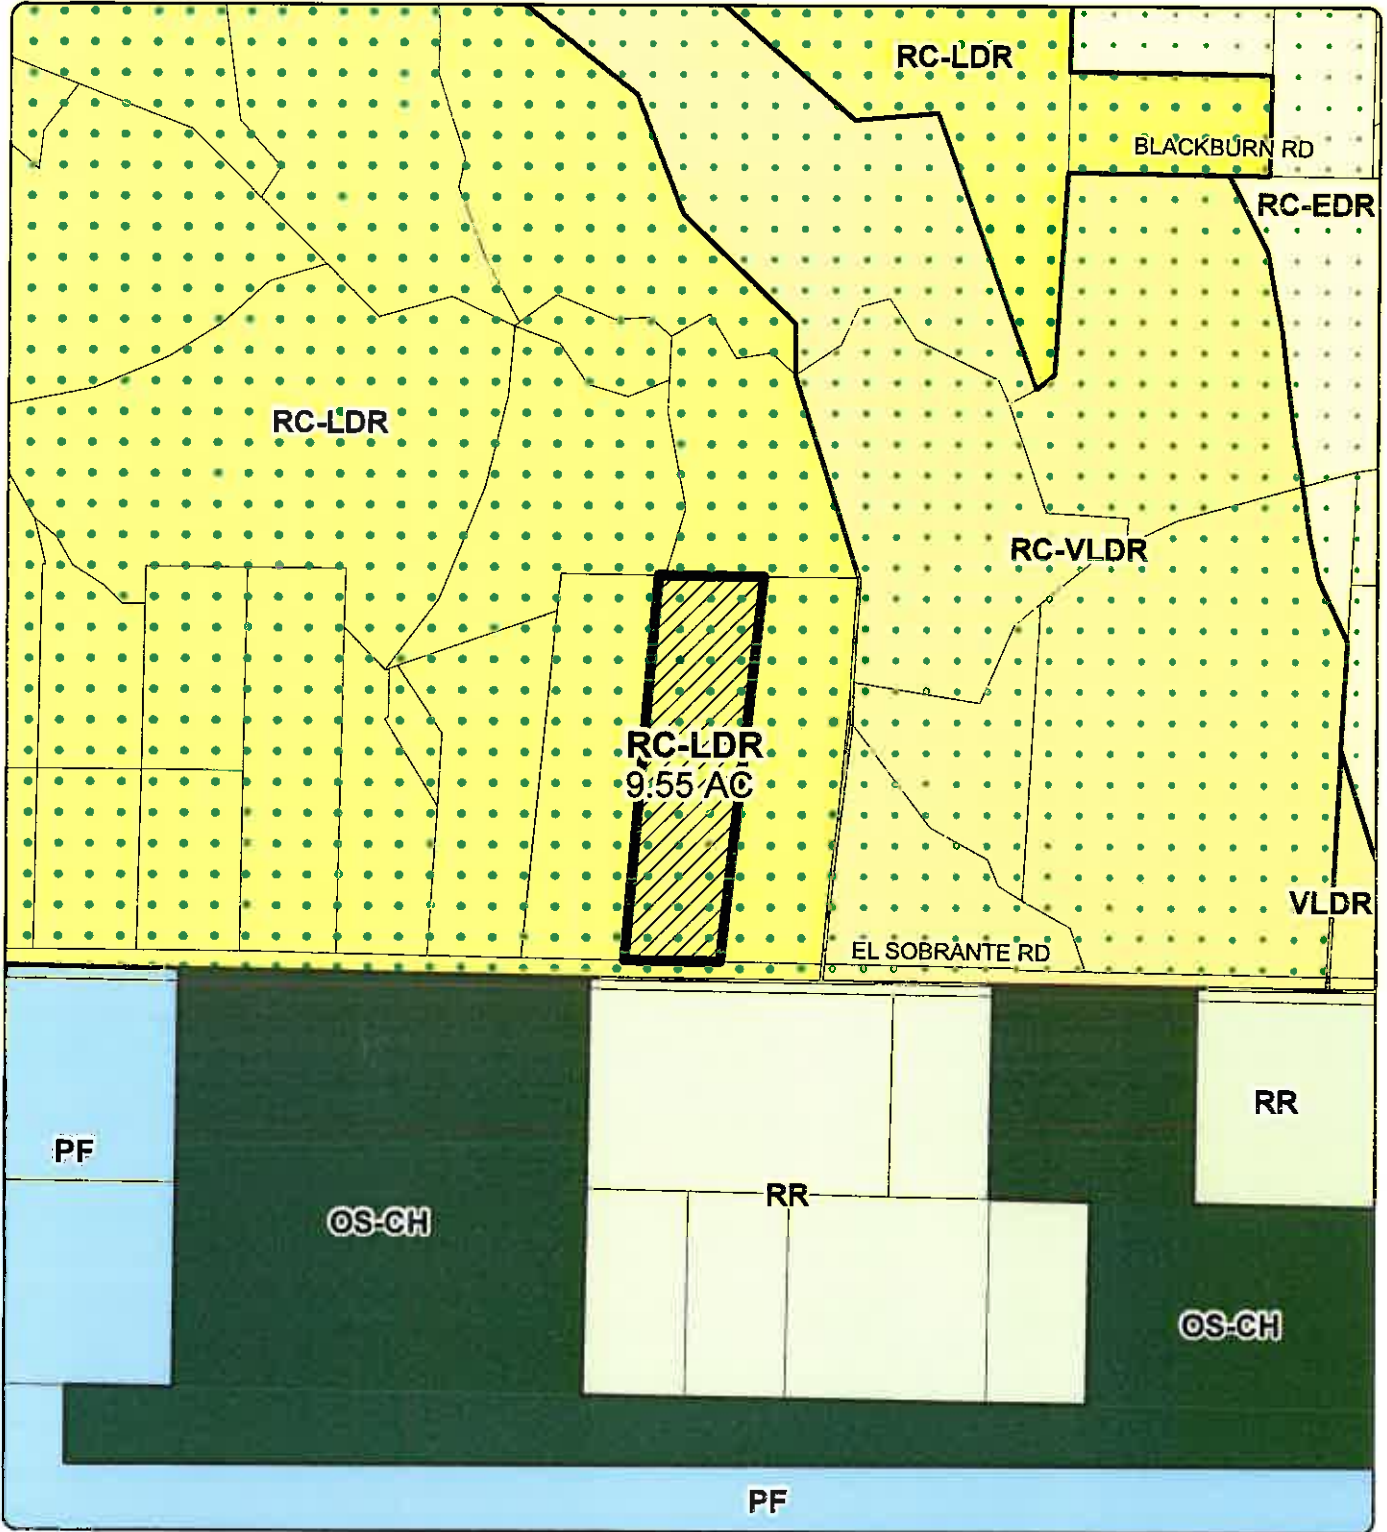 RC-LDR
BLACKBURN RD
RC-EDR
RC-LDR
RC-VLDR
RC-LDR
9.55 AC
VLDR
EL SOBRANTE RD
RR
PF
RR
OS-CH
OS-CH
PF